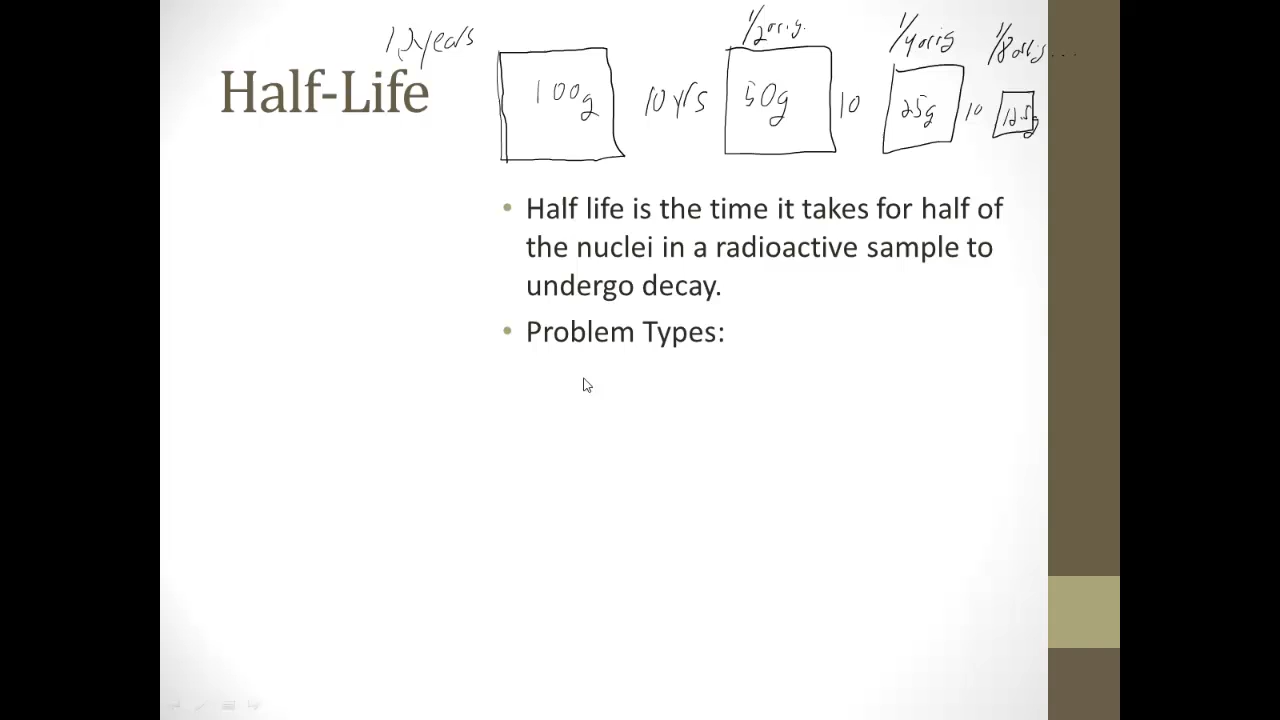 10 years
1/2 orig.
1/4 orig
1/8 orig...
Half-Life
100g
10 yrs
50g
10
25g
10
12.5g
• Half life is the time it takes for half of
the nuclei in a radioactive sample to
undergo decay.
• Problem Types: